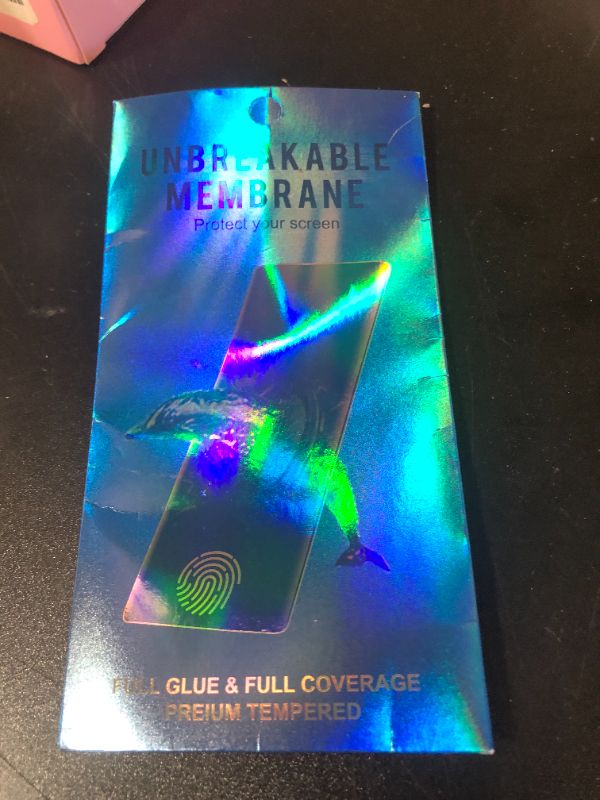 UNBREAKABLE
MEMBRANE
Protect your screen
FULL GLUE & FULL COVERAGE
PREIUM TEMPERED